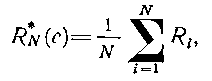 R*_N(c) = 1/N ∑_{i=1}^{N} R_i,